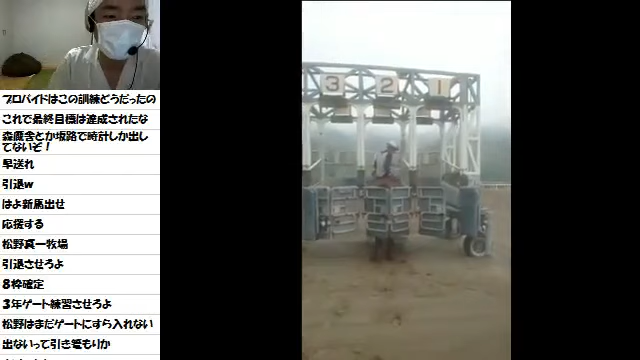 プロバイドはこの訓練どうだったの
これで最終目標は達成されたな
森厩舎とか坂路で時計しか出し
てないぞ！
早送れ
引退w
はよ新馬出せ
応援する
松野真一牧場
引退させろよ
8枠確定
3年ゲート練習させろよ
松野はまだゲートにすら入れない
出ないって引き篭もりか
3 2 1